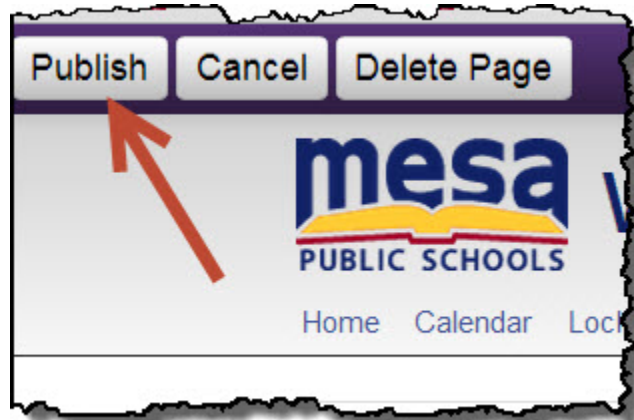 Publish Cancel Delete Page
mesa
PUBLIC SCHOOLS
Home Calendar